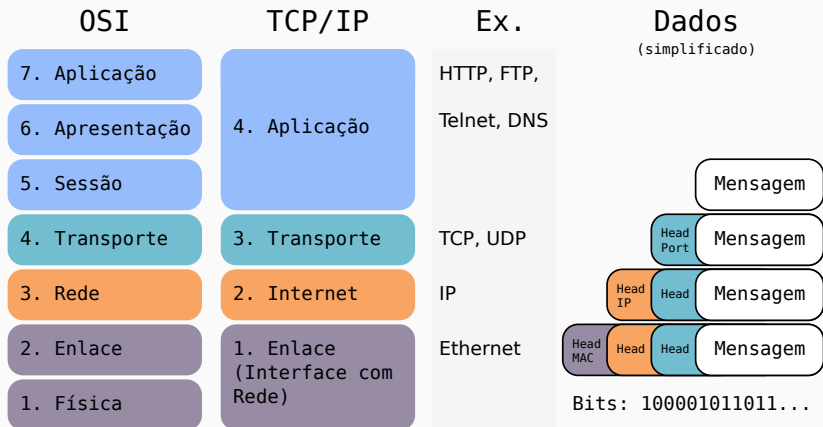 OSI
TCP/IP
Ex.
Dados
(simplificado)
7. Aplicação
6. Apresentação
5. Sessão
4. Transporte
3. Rede
2. Enlace
1. Física
4. Aplicação
3. Transporte
2. Internet
1. Enlace
(Interface com
Rede)
HTTP, FTP,
Telnet, DNS
TCP, UDP
IP
Ethernet
Mensagem
Head
Port
Mensagem
Head
IP
Head
Mensagem
Head
MAC
Head
Head
Mensagem
Bits: 100001011011...